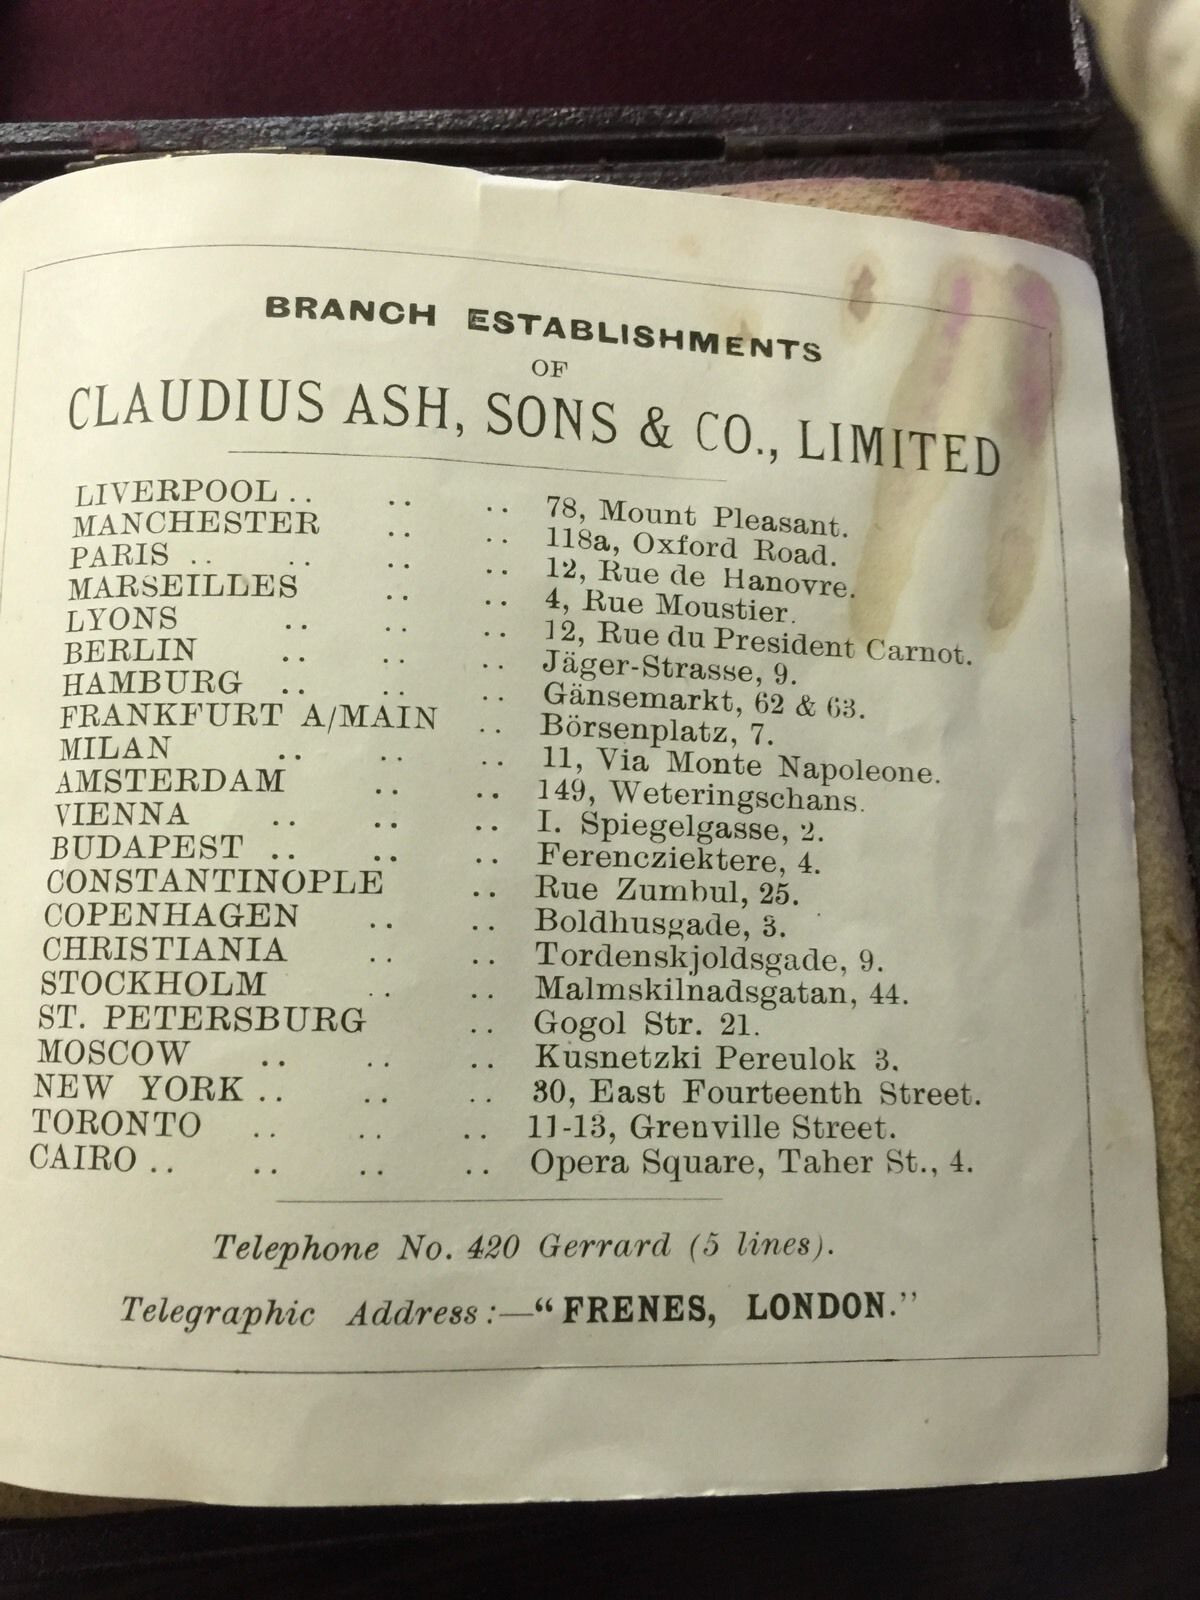 BRANCH ESTABLISHMENTS
OF
CLAUDIUS ASH, SONS & CO., LIMITED
LIVERPOOL .. .. .. 78, Mount Pleasant.
MANCHESTER .. .. 118a, Oxford Road.
PARIS .. .. .. .. 12, Rue de Hanovre.
MARSEILLES .. .. 4, Rue Moustier.
LYONS .. .. .. 12, Rue du President Carnot.
BERLIN .. .. .. Jäger-Strasse, 9.
HAMBURG .. .. .. Gänsemarkt, 62 & 63.
FRANKFURT A/MAIN .. Börsenplatz, 7.
MILAN .. .. .. 11, Via Monte Napoleone.
AMSTERDAM .. .. 149, Weteringschans.
VIENNA .. .. .. I. Spiegelgasse, 2.
BUDAPEST .. .. .. Ferencziektere, 4.
CONSTANTINOPLE .. Rue Zumbul, 25.
COPENHAGEN .. .. Boldhusgade, 3.
CHRISTIANIA .. .. Tordenskjoldsgade, 9.
STOCKHOLM .. .. Malmskilnadsgatan, 44.
ST. PETERSBURG .. Gogol Str. 21.
MOSCOW .. .. .. Kusnetzki Pereulok 3.
NEW YORK .. .. .. 30, East Fourteenth Street.
TORONTO .. .. .. 11-13, Grenville Street.
CAIRO .. .. .. .. Opera Square, Taher St., 4.
Telephone No. 420 Gerrard (5 lines).
Telegraphic Address:—“FRENES, LONDON.”